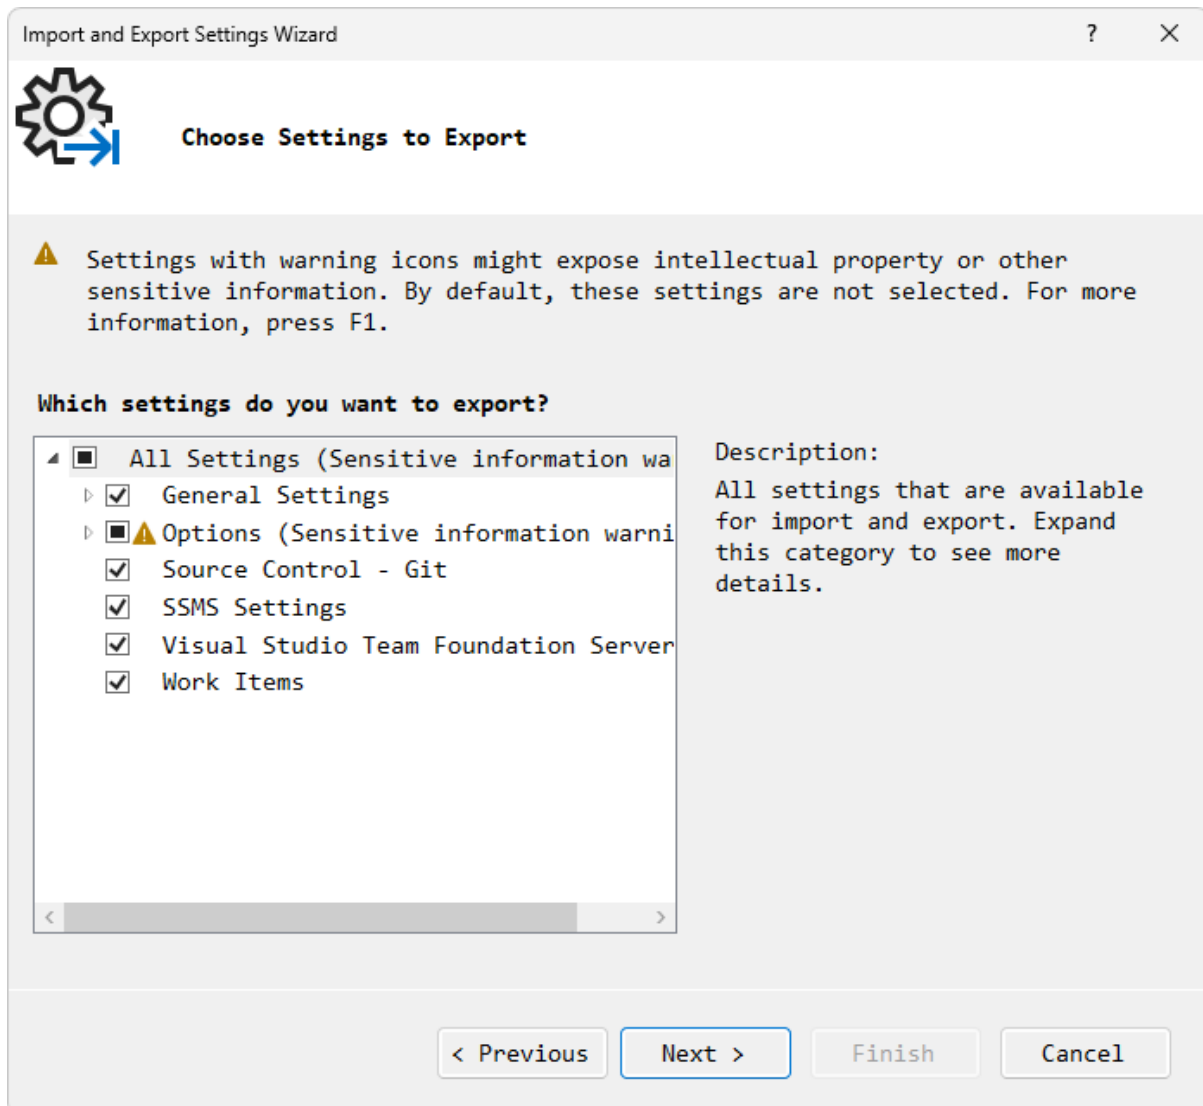 Import and Export Settings Wizard
?
Choose Settings to Export
Settings with warning icons might expose intellectual property or other
sensitive information. By default, these settings are not selected. For more
information, press F1.
Which settings do you want to export?
All Settings (Sensitive information wa
General Settings
Options (Sensitive information warni
Source Control - Git
SSMS Settings
Visual Studio Team Foundation Server
Work Items
Description:
All settings that are available
for import and export. Expand
this category to see more
details.
< Previous
Next >
Finish
Cancel